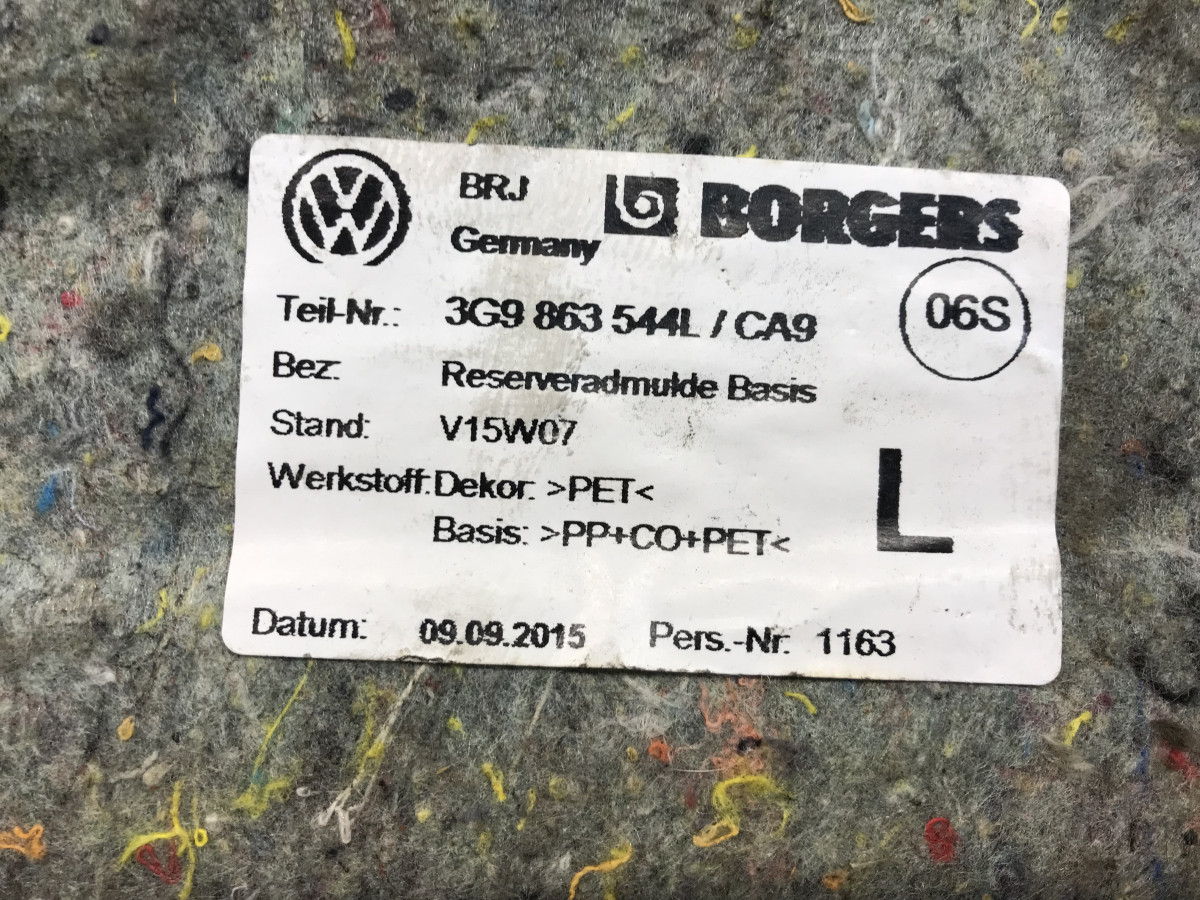 BRJ BORGERS
Germany
Teil-Nr.: 3G9 863 544L / CA9 06S
Bez: Reserveradmulde Basis
Stand: V15W07
Werkstoff: Dekor: >PET<
Basis: >PP+CO+PET<
L
Datum: 09.09.2015 Pers.-Nr. 1163